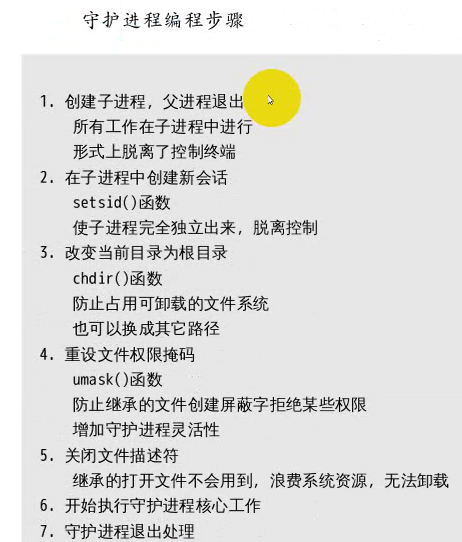 守护进程编程步骤
1. 创建子进程，父进程退出
所有工作在子进程中进行
形式上脱离了控制终端
2. 在子进程中创建新会话
setsid()函数
使子进程完全独立出来，脱离控制
3. 改变当前目录为根目录
chdir()函数
防止占用可卸载的文件系统
也可以换成其它路径
4. 重设文件权限掩码
umask()函数
防止继承的文件创建屏蔽字拒绝某些权限
增加守护进程灵活性
5. 关闭文件描述符
继承的打开文件不会用到，浪费系统资源，无法卸载
6. 开始执行守护进程核心工作
7. 守护进程退出处理